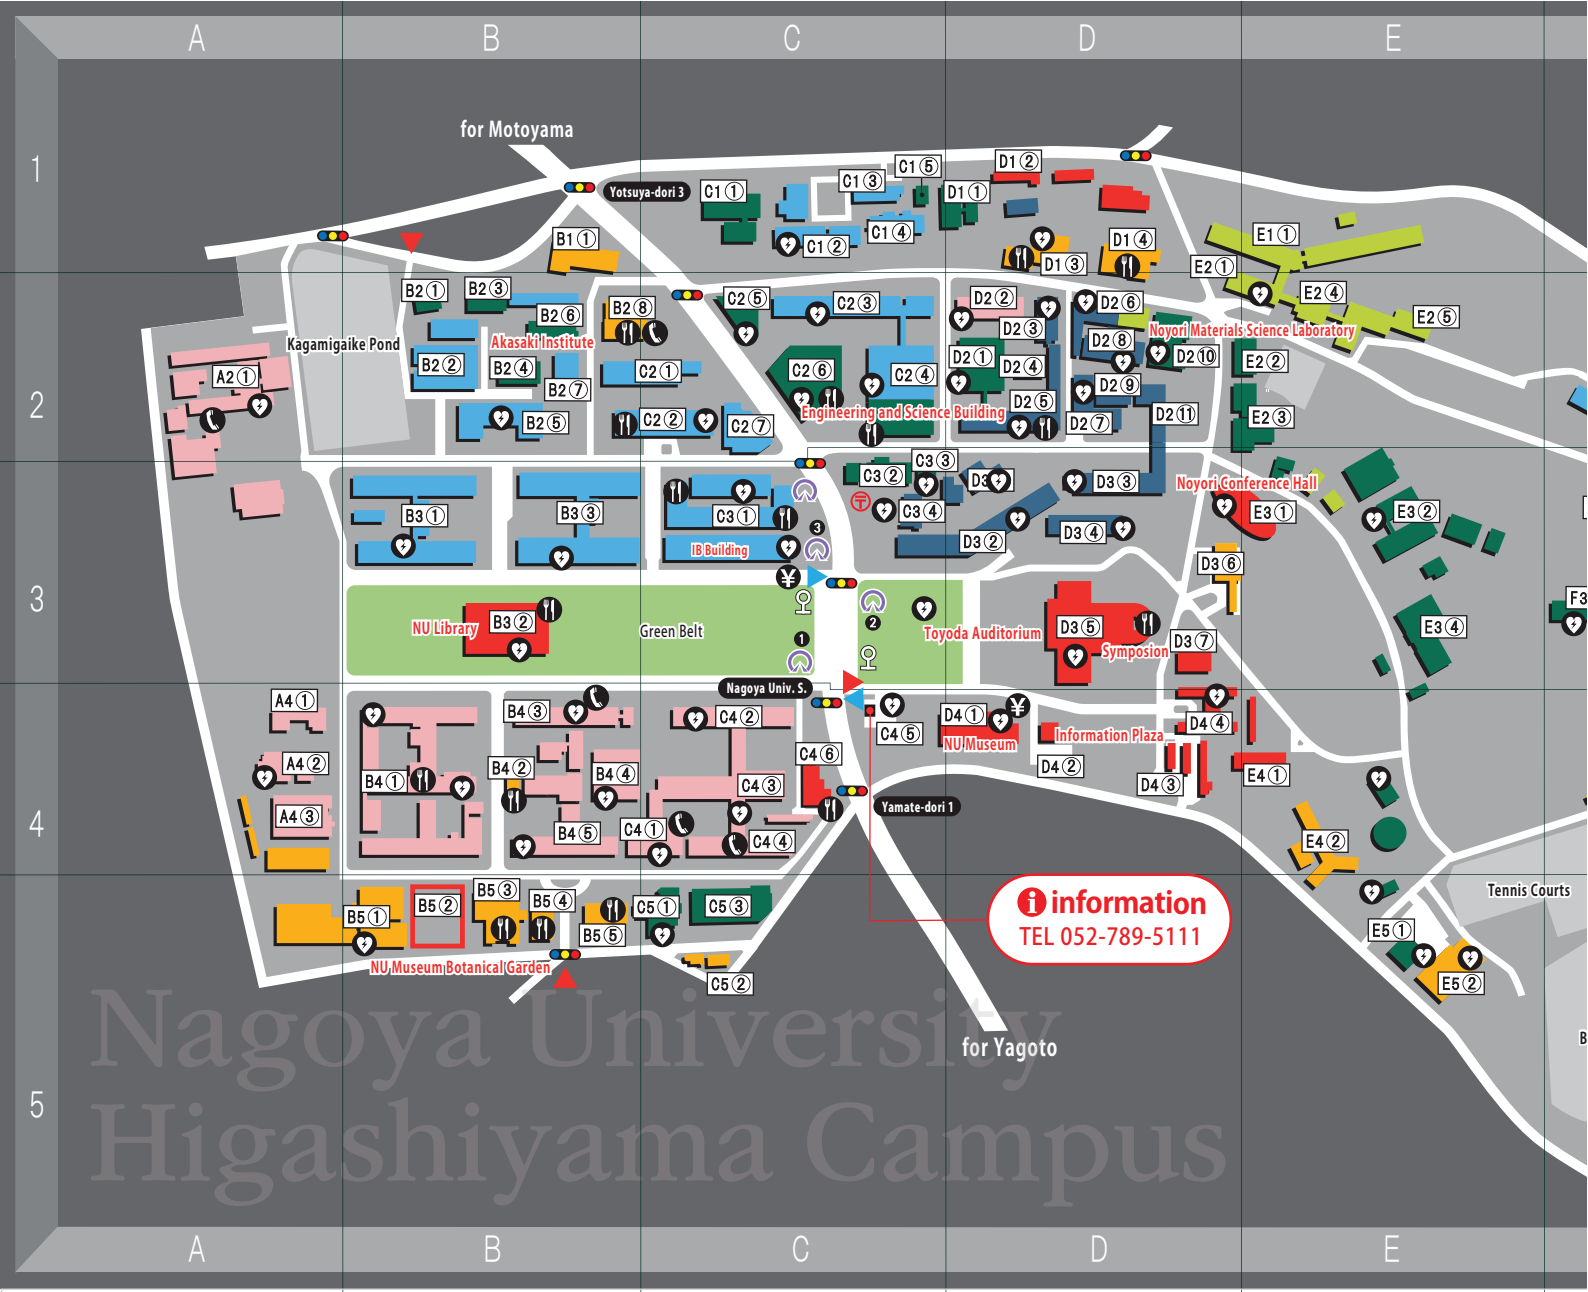 A
B
C
D
E
1
for Motoyama
Yotsuya-dori 3
C1①
C1③
C1⑤
D1①
D1②
C1②
C1④
B1①
D1③
D1④
E1①
E2①
B2①
B2③
B2⑥
B2⑧
C2⑤
C2③
D2②
D2③
D2⑥
E2④
E2⑤
Kagamigaike Pond
Akasaki Institute
Noyori Materials Science Laboratory
2
A2①
B2②
B2④
B2⑦
C2①
C2⑥
C2④
D2①
D2④
D2⑧
D2⑩
E2②
B2⑤
C2②
C2⑦
Engineering and Science Building
D2⑤
D2⑨
D2⑦
D2⑪
E2③
B3①
B3③
C3①
C3②
C3③
C3④
D3③
Noyori Conference Hall
E3①
E3②
IB Building
3
D3②
D3④
D3⑥
¥
3
NU Library
B3②
Green Belt
1
2
Toyoda Auditorium
D3⑤
Symposion
D3⑦
E3④
F3
Nagoya Univ. S.
A4①
B4③
C4②
C4⑤
D4①
NU Museum
¥
Information Plaza
D4②
D4④
A4②
B4①
B4②
B4④
C4③
C4⑥
D4③
E4①
4
A4③
B4⑤
C4①
C4④
Yamate-dori 1
E4②
B5①
B5②
B5③
B5④
B5⑤
C5①
C5③
information
TEL 052-789-5111
Tennis Courts
E5①
E5②
NU Museum Botanical Garden
C5②
for Yagoto
B
Nagoya University
Higashiyama Campus
5
A
B
C
D
E